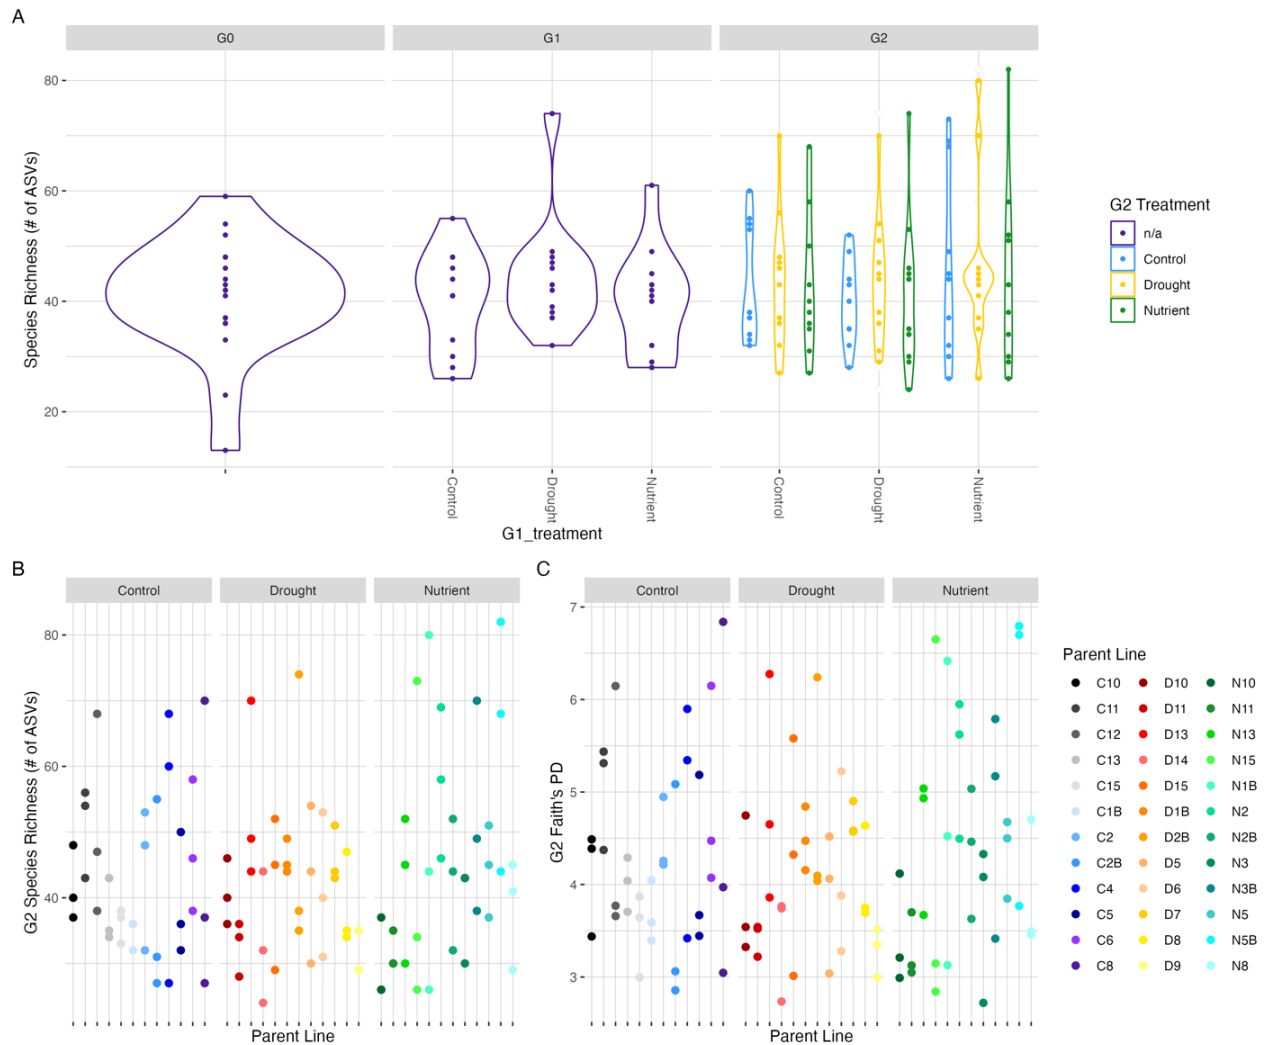 A
G0 G1 G2
Species Richness (# of ASVs)
80
60
40
20
Control Drought Nutrient Control Drought Nutrient
G1_treatment
G2 Treatment
n/a
Control
Drought
Nutrient
B
Control Drought Nutrient
G2 Species Richness (# of ASVs)
80
60
40
Parent Line
C
Control Drought Nutrient
G2 Faith's PD
7
6
5
4
3
Parent Line
Parent Line
C10 D10 N10
C11 D11 N11
C12 D13 N13
C13 D14 N15
C15 D15 N1B
C1B D1B N2
C2 D2B N2B
C2B D5 N3
C4 D6 N3B
C5 D7 N5
C6 D8 N5B
C8 D9 N8